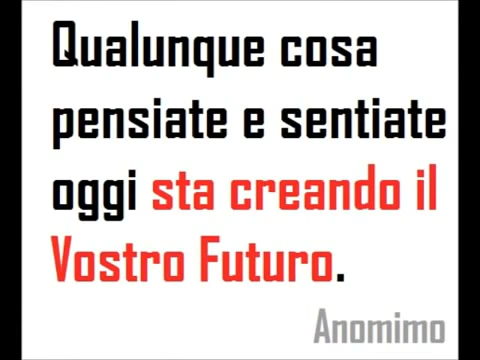 Qualunque cosa
pensiate e sentiate
oggi sta creando il
Vostro Futuro.
Anomimo